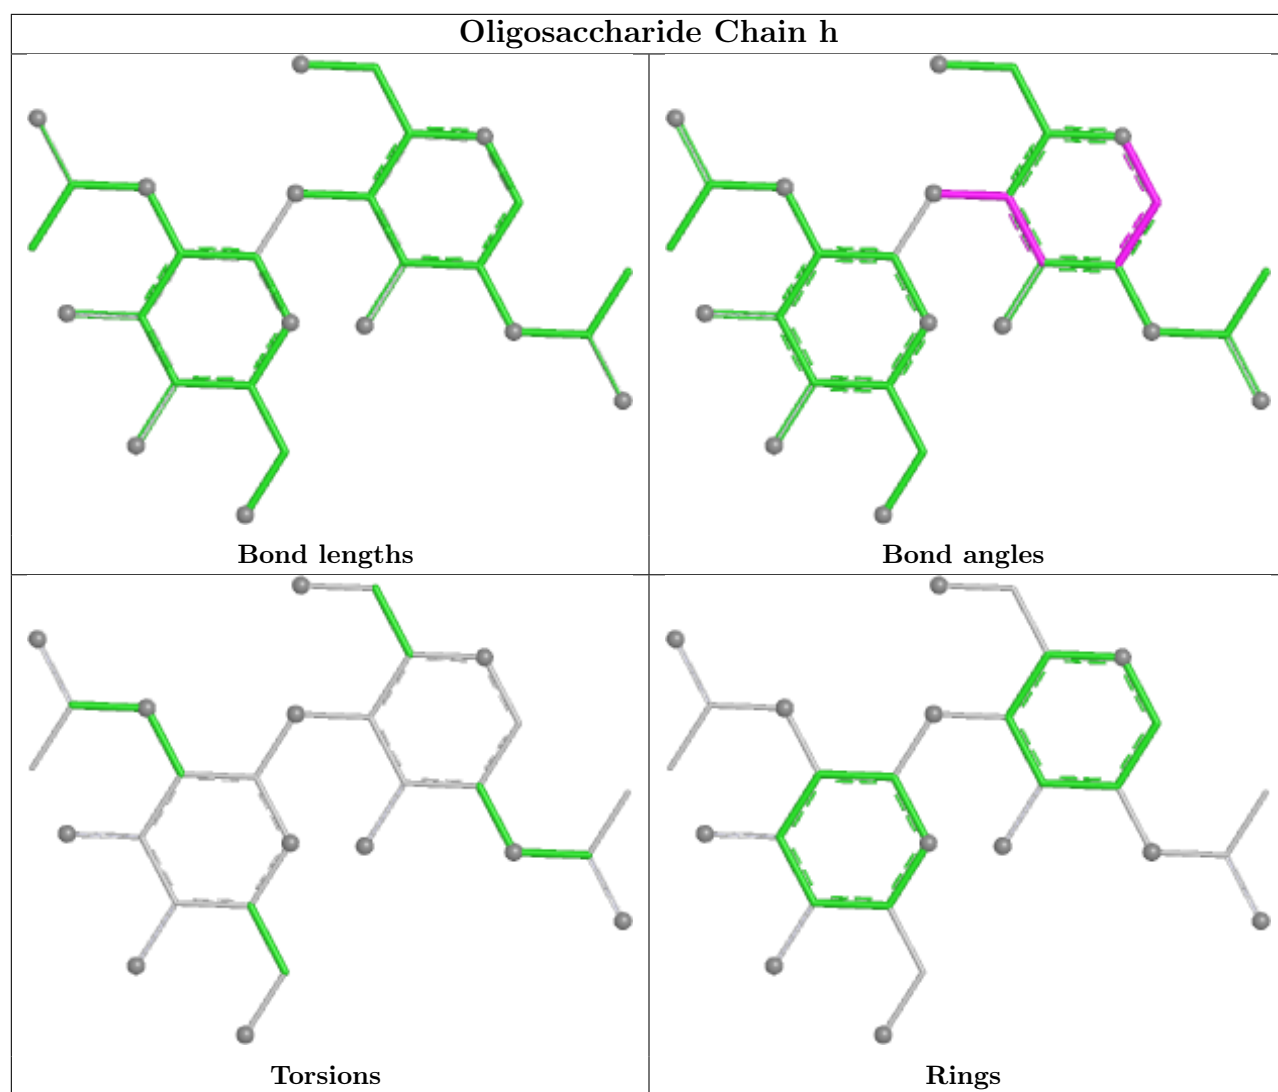 Oligosaccharide Chain h
Bond lengths
Bond angles
Torsions
Rings